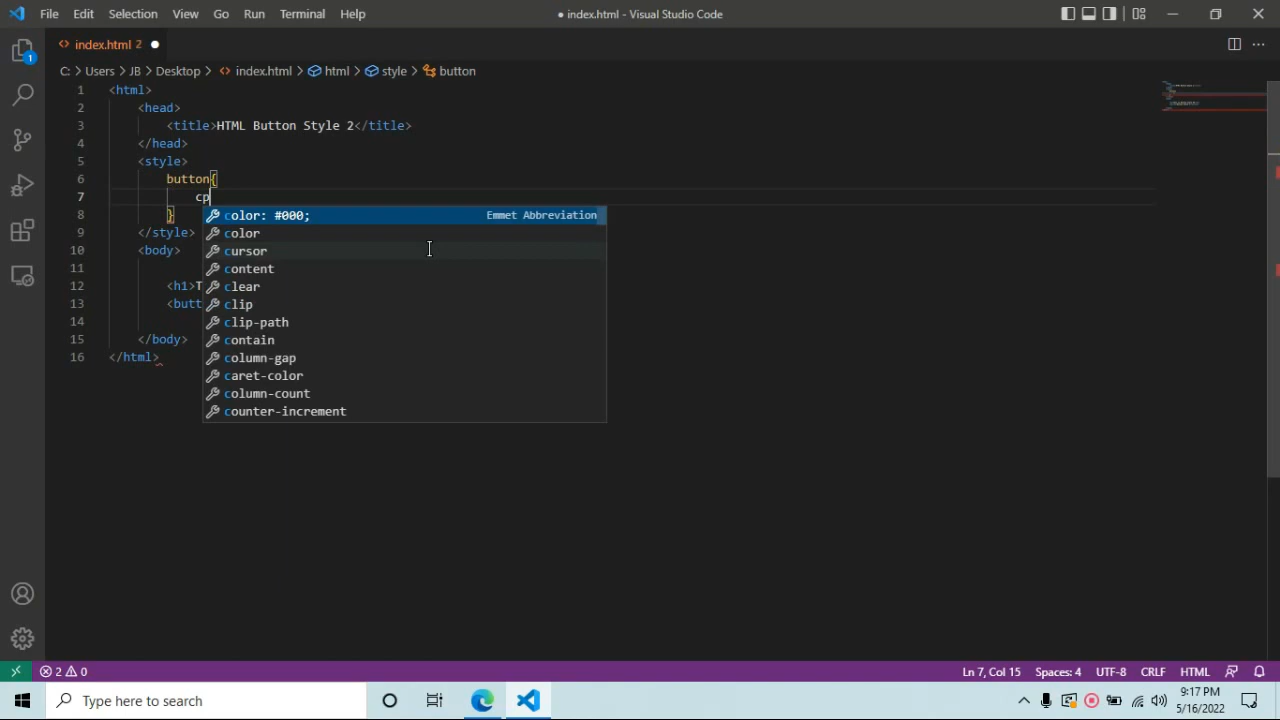 File Edit Selection View Go Run Terminal Help ● index.html - Visual Studio Code
index.html 2
C: > Users > JB > Desktop > index.html > html > style > button
1 <html>
2 <head>
3 <title>HTML Button Style 2</title>
4 </head>
5 <style>
6 button{
7 cp
8 }
color: #000; Emmet Abbreviation
9 </style>
color
10 <body>
cursor
11
content
12 <h1>T
clear
13 <butt
clip
14
clip-path
15 </body>
contain
16 </html>
column-gap
caret-color
column-count
counter-increment
1
2 0 Ln 7, Col 15 Spaces: 4 UTF-8 CRLF HTML
Type here to search 9:17 PM
5/16/2022